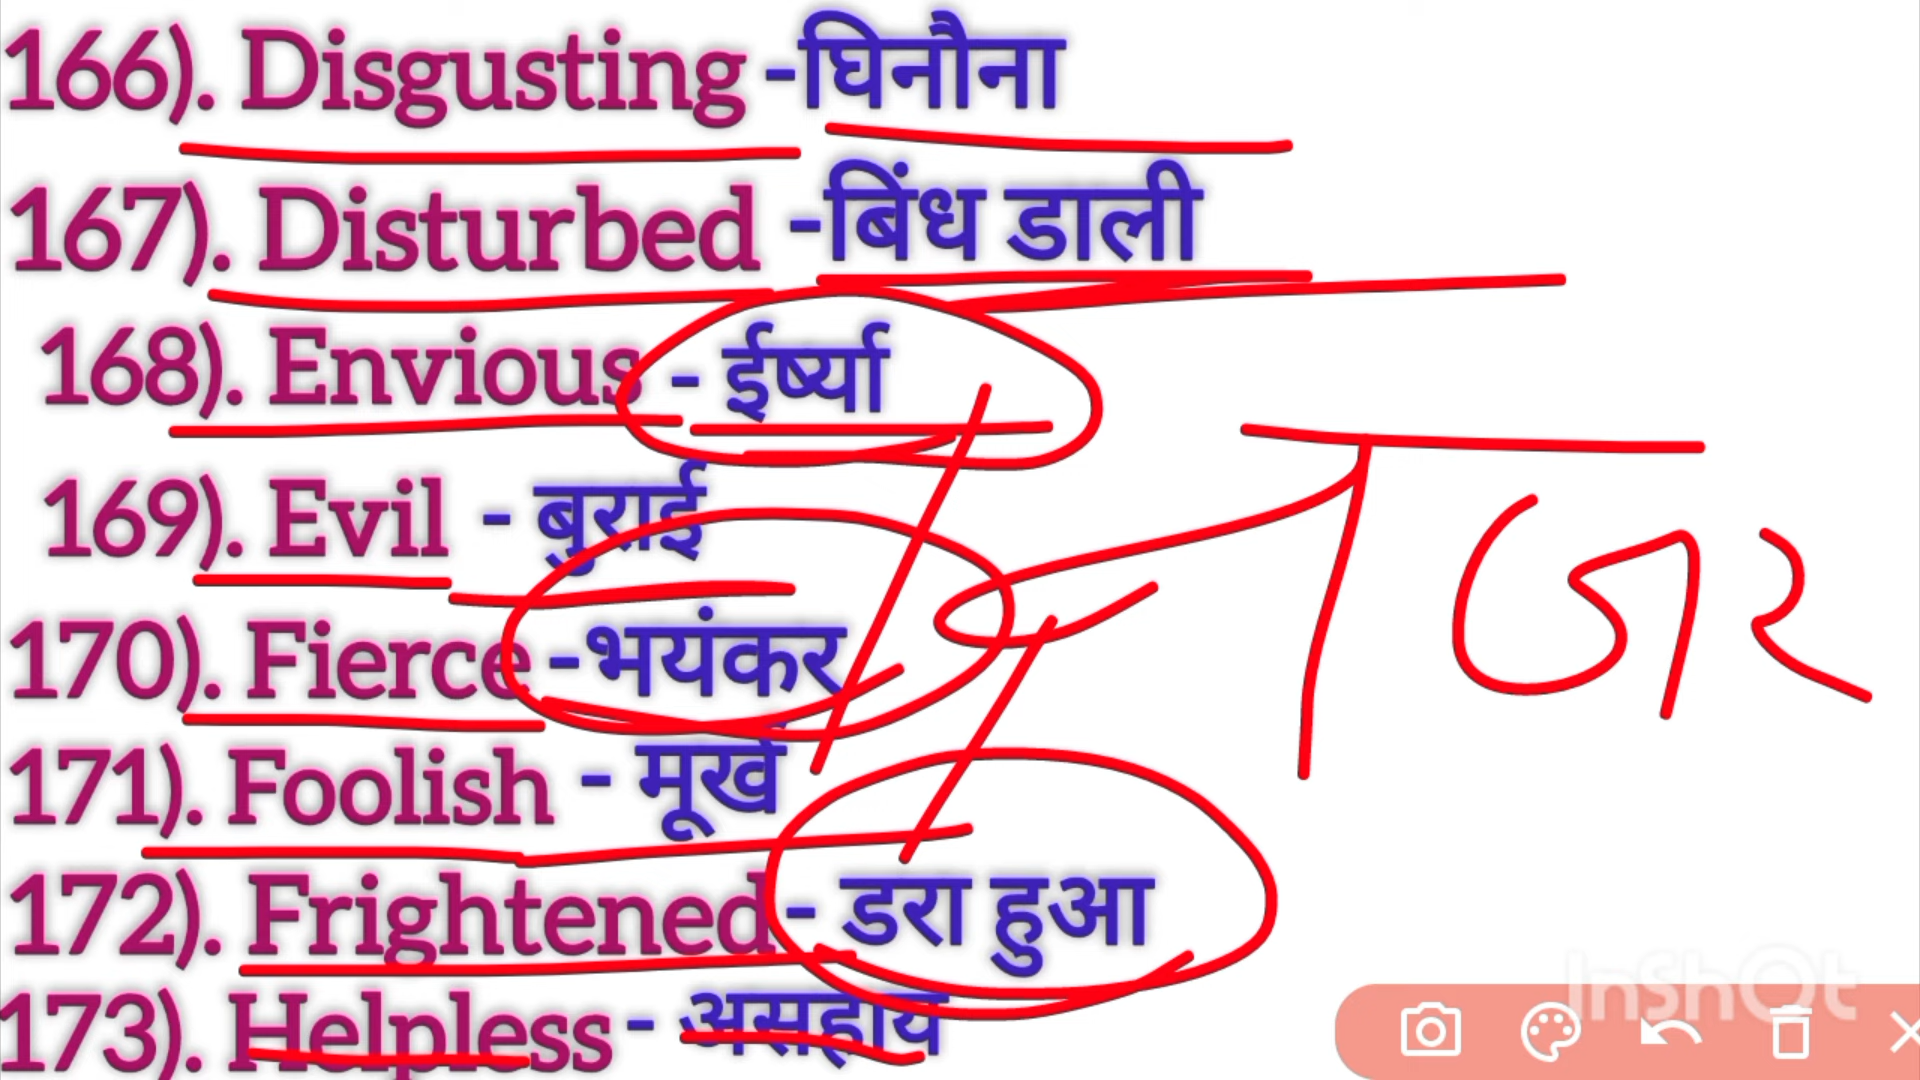 166). Disgusting -घिनौना
167). Disturbed -बिंध डाली
168). Envious - ईर्ष्या
169). Evil - बुराई
170). Fierce -भयंकर
171). Foolish - मूर्ख
172). Frightened - डरा हुआ
173). Helpless - असहाय
InShOt